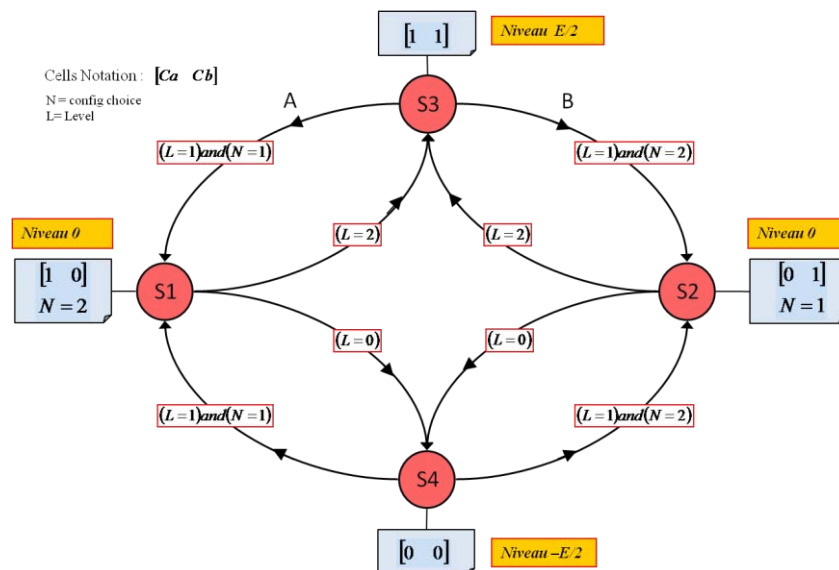 [1 1]
Niveau E/2
Cells Notation : [Ca Cb]
N = config choice
L= Level
A
S3
B
(L=1)and(N=1)
(L=1)and(N=2)
(L=2)
(L=2)
Niveau 0
Niveau 0
[1 0]
N = 2
S1
S2
[0 1]
N = 1
(L=0)
(L=0)
(L=1)and(N=1)
(L=1)and(N=2)
S4
[0 0]
Niveau –E/2